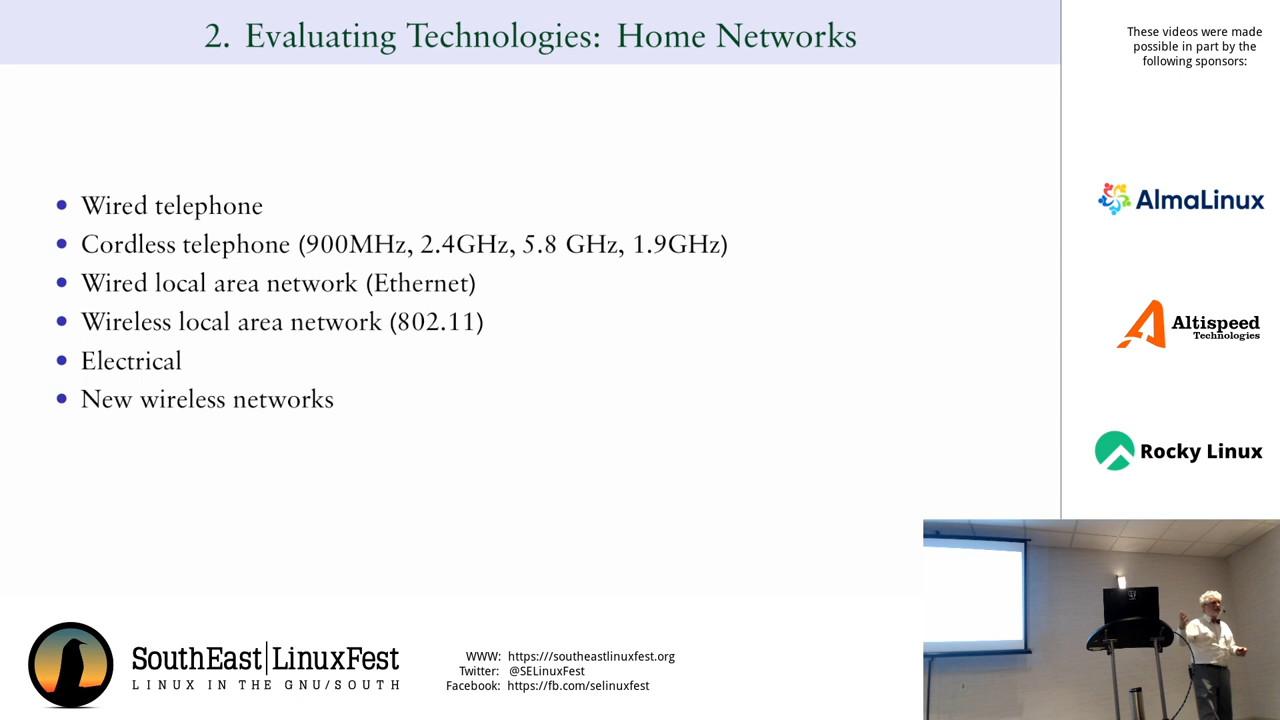 2. Evaluating Technologies: Home Networks
Wired telephone
Cordless telephone (900MHz, 2.4GHz, 5.8 GHz, 1.9GHz)
Wired local area network (Ethernet)
Wireless local area network (802.11)
Electrical
New wireless networks
These videos were made
possible in part by the
following sponsors:
AlmaLinux
Altispeed
Technologies
Rocky Linux
SouthEast|LinuxFest
LINUX IN THE GNU/SOUTH
WWW: https:///southeastlinuxfest.org
Twitter: @SELinuxFest
Facebook: https://fb.com/selinuxfest